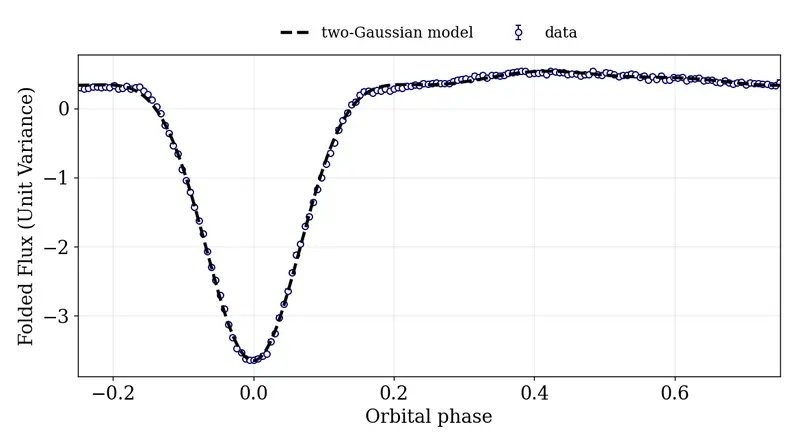 two-Gaussian model
data
Folded Flux (Unit Variance)
0
−1
−2
−3
−0.2
0.0
0.2
0.4
0.6
Orbital phase